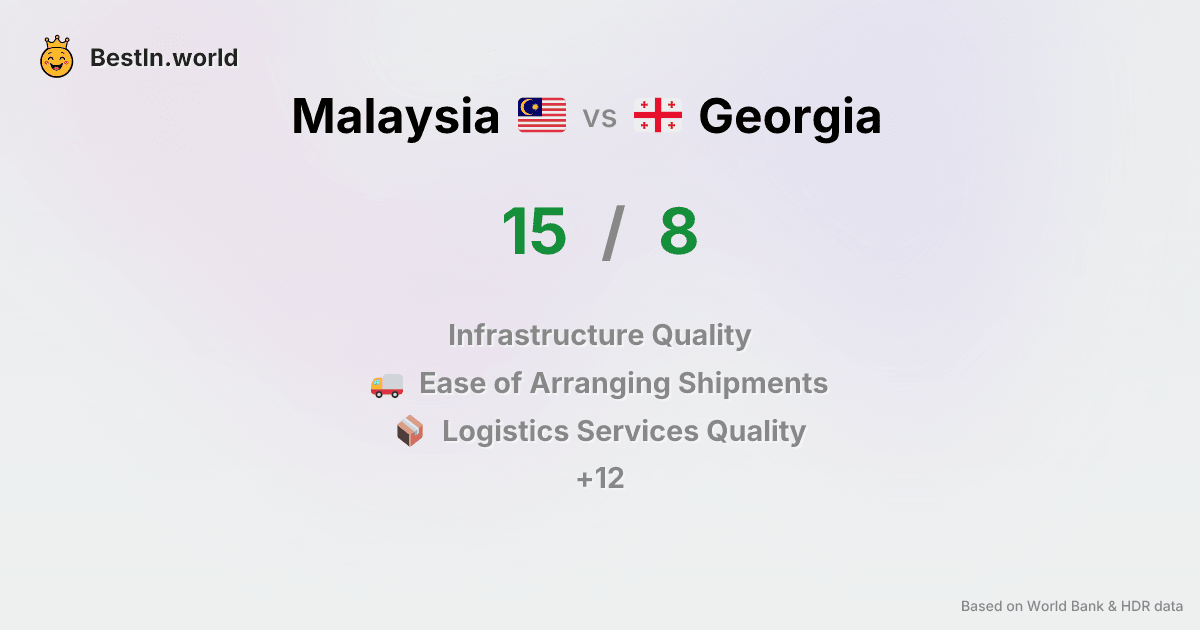 BestIn.world
Malaysia vs Georgia
15 / 8
Infrastructure Quality
Ease of Arranging Shipments
Logistics Services Quality
+12
Based on World Bank & HDR data